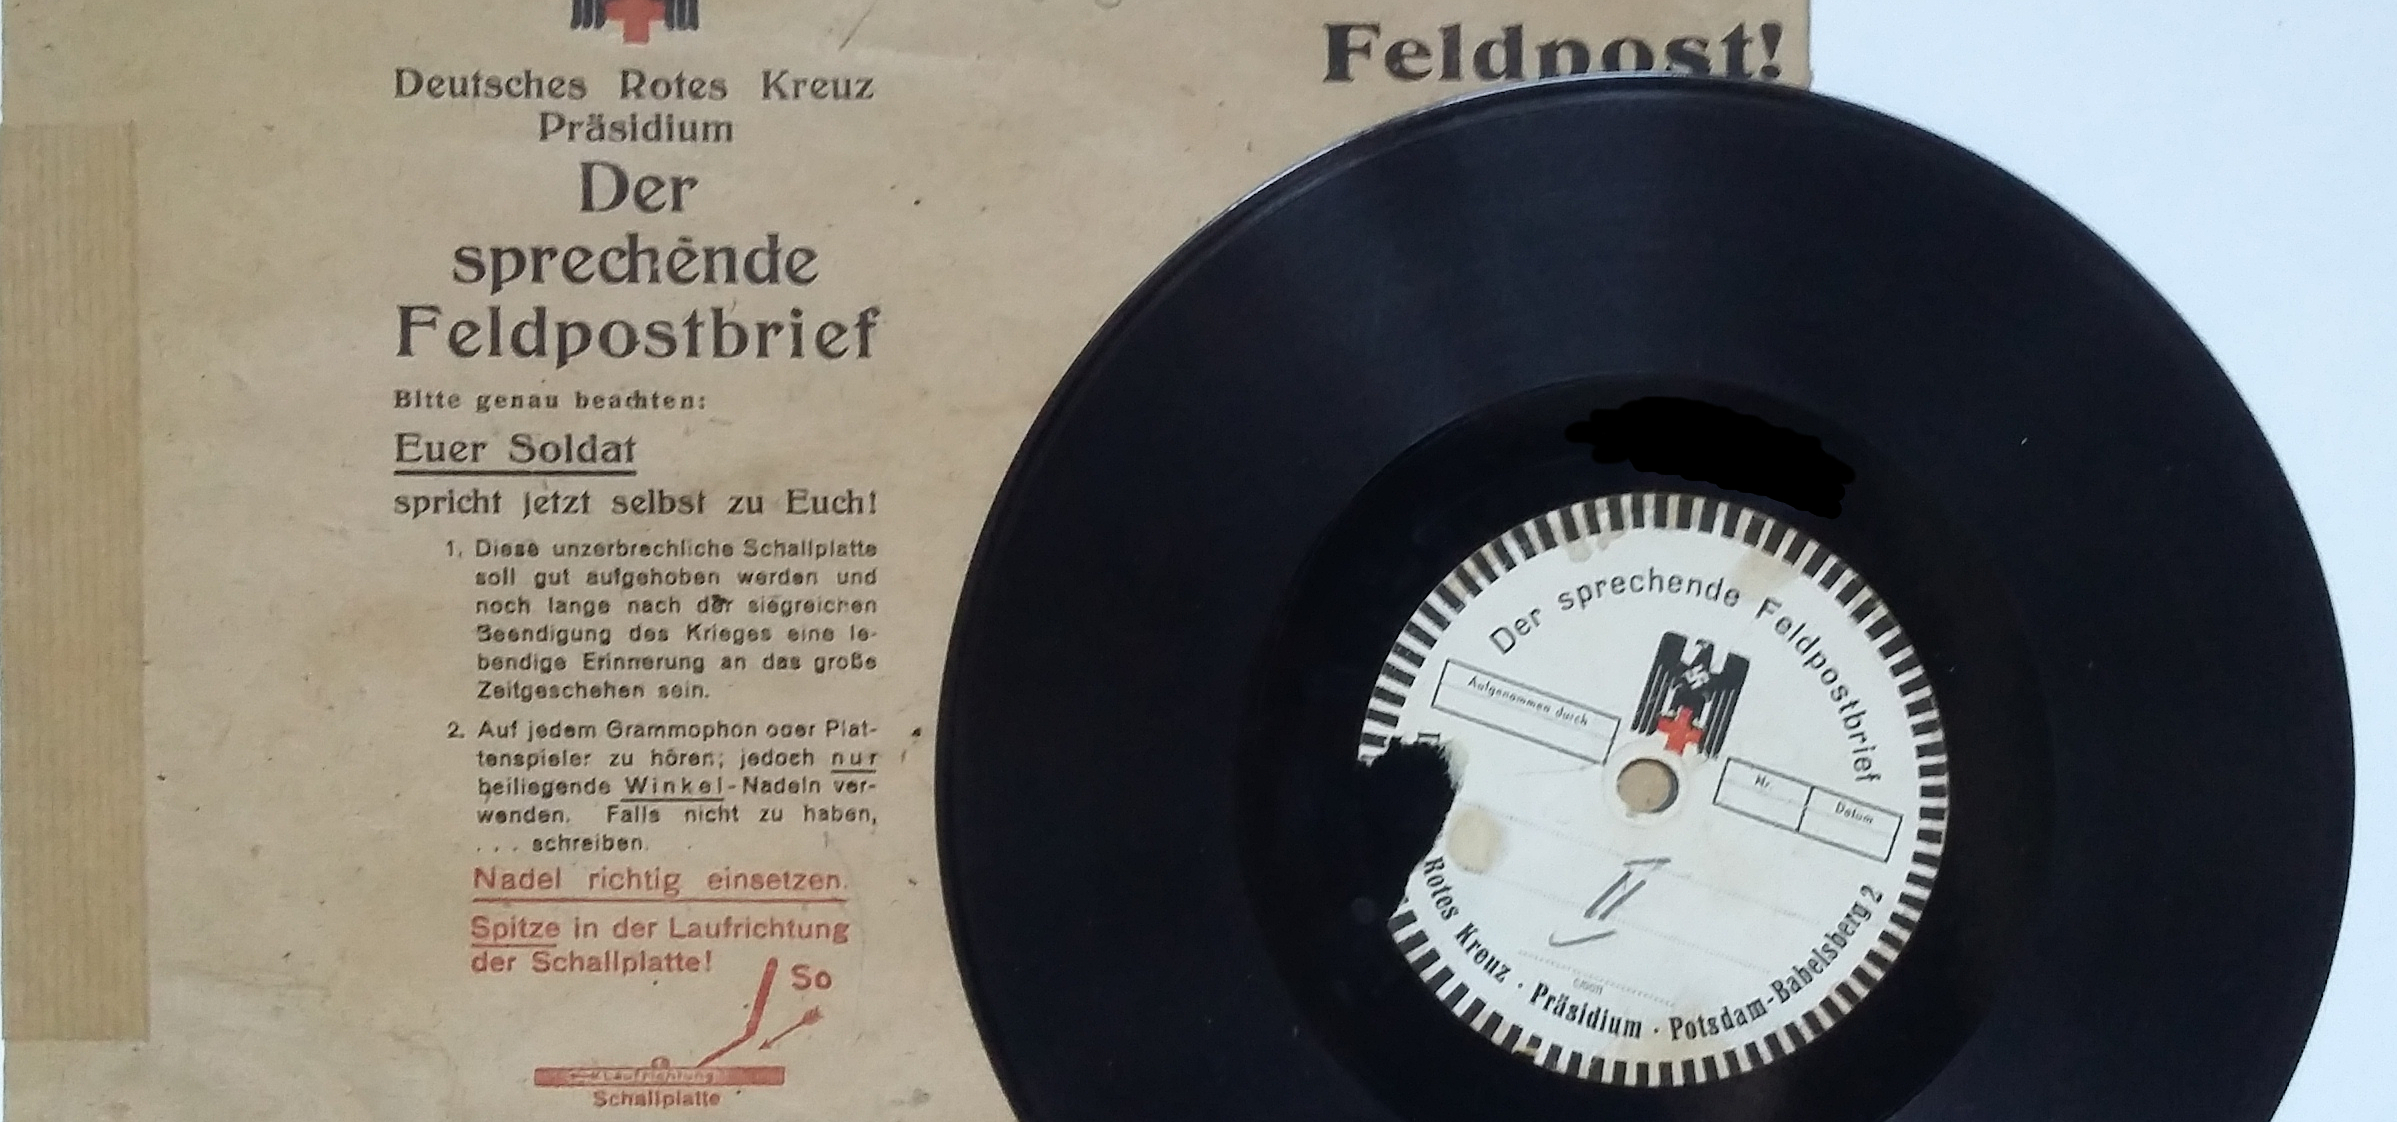 Feldpost!
Deutsches Rotes Kreuz
Präsidium
Der
sprechende
Feldpostbrief
Bitte genau beachten:
Euer Soldat
spricht jetzt selbst zu Euch!
1. Diese unzerbrechliche Schallplatte
soll gut aufgehoben werden und
noch lange nach der siegreichen
Beendigung des Krieges eine le-
bendige Erinnerung an das große
Zeitgeschehen sein.
2. Auf jedem Grammophon oder Plat-
tenspieler zu hören; jedoch nur
beiliegende Winkel-Nadeln ver-
wenden. Falls nicht zu haben,
. . . schreiben.
Nadel richtig einsetzen.
Spitze in der Laufrichtung
der Schallplatte!
So
Laufrichtung
Schallplatte
Der sprechende Feldpostbrief
Aufgenommen durch
Nr.
Datum
II
Rotes Kreuz · Präsidium · Potsdam-Babelsberg 2